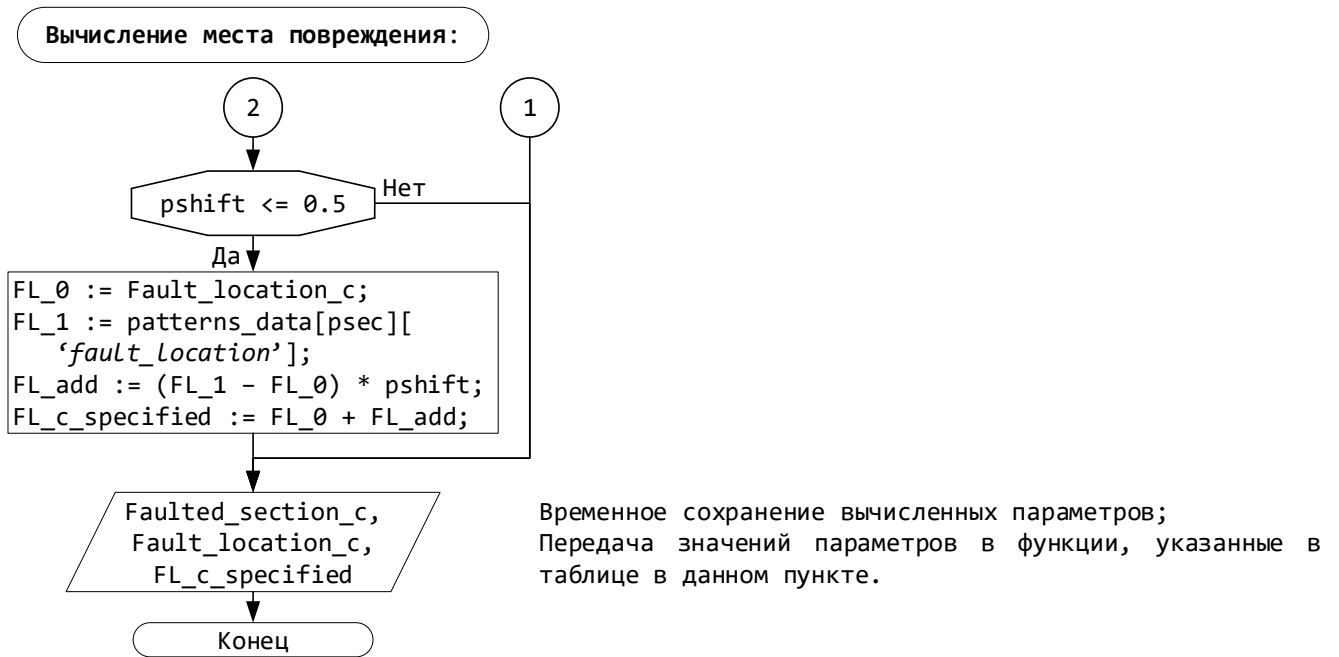 Вычисление места повреждения:
2
1
pshift <= 0.5
Нет
Да
FL_0 := Fault_location_c;
FL_1 := patterns_data[psec][
‘fault_location’];
FL_add := (FL_1 – FL_0) * pshift;
FL_c_specified := FL_0 + FL_add;
Faulted_section_c,
Fault_location_c,
FL_c_specified
Временное сохранение вычисленных параметров;
Передача значений параметров в функции, указанные в
таблице в данном пункте.
Конец